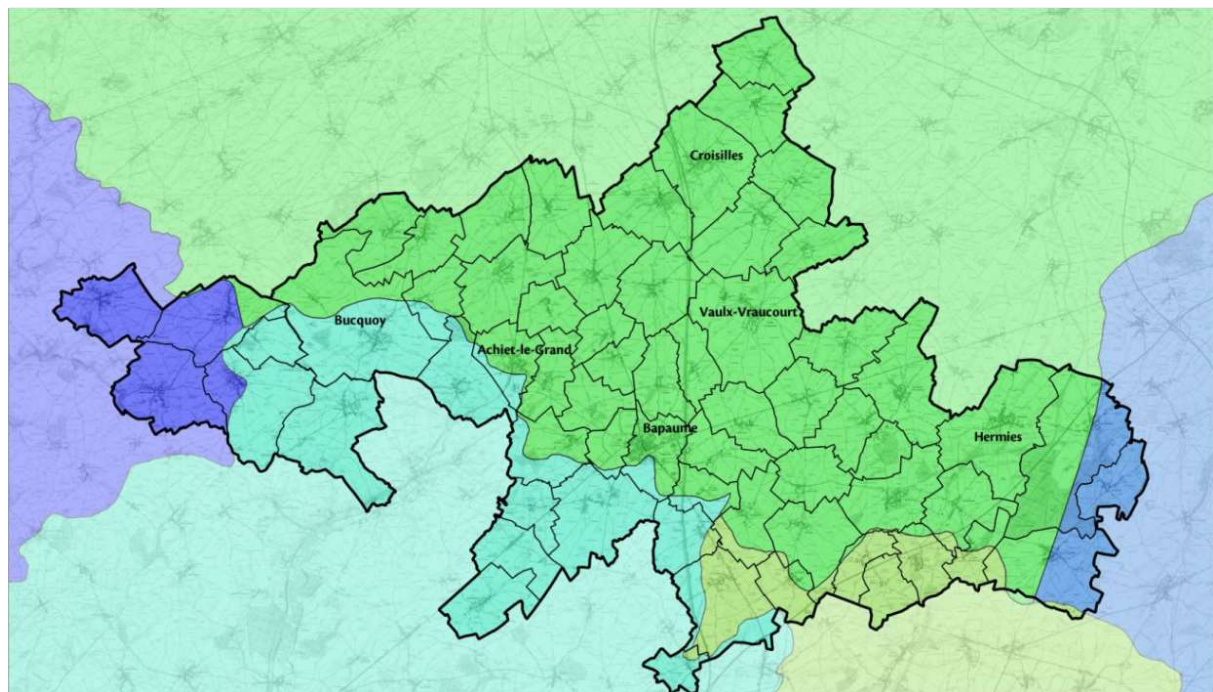 Croisilles
Vaulx-Vraucourt
Bucquoy
Achiet-le-Grand
Bapaume
Hermies